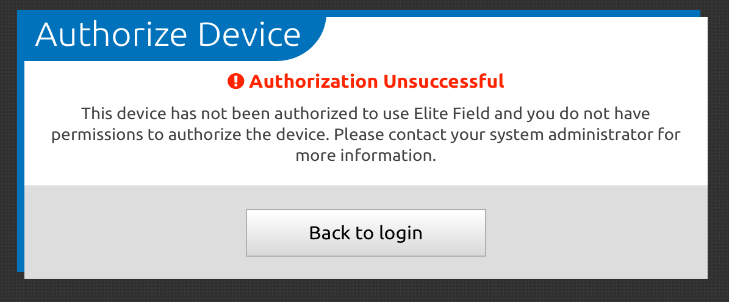 Authorize Device
Authorization Unsuccessful
This device has not been authorized to use Elite Field and you do not have
permissions to authorize the device. Please contact your system administrator for
more information.
Back to login